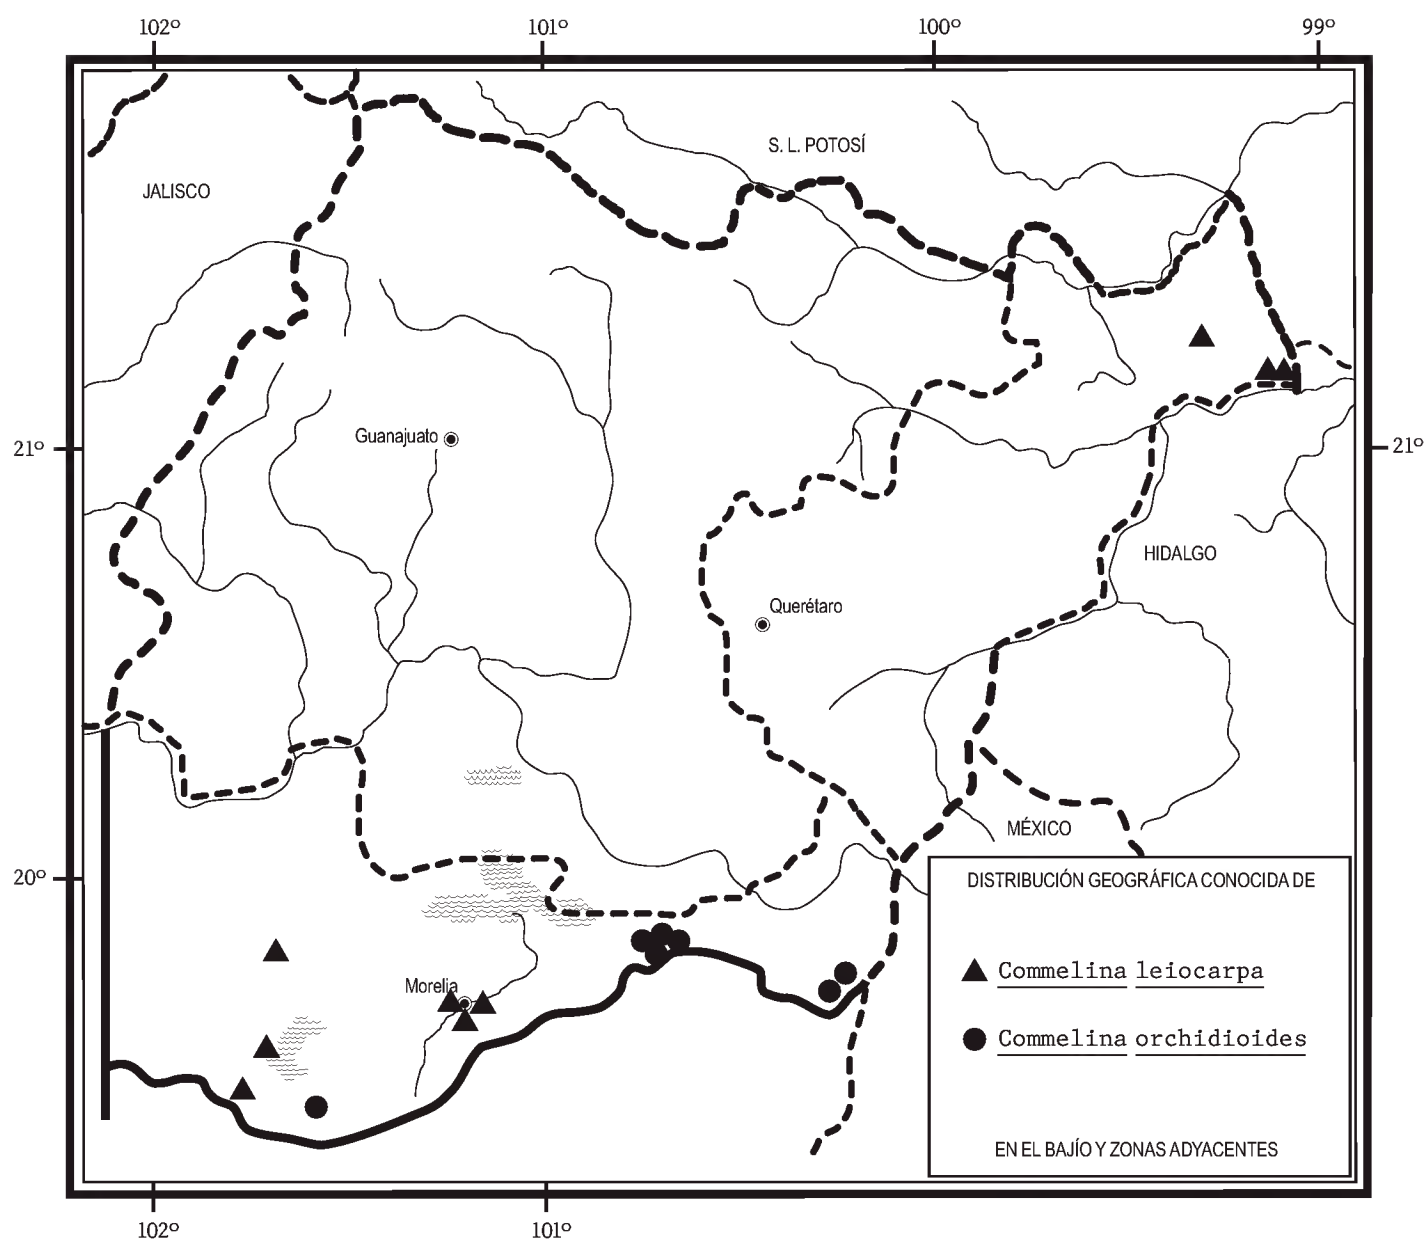 102º 101º 100º 99º
S. L. POTOSÍ
JALISCO
Guanajuato
21º 21º
HIDALGO
Querétaro
MÉXICO
20º
DISTRIBUCIÓN GEOGRÁFICA CONOCIDA DE
Commelina leiocarpa
Morelia
Commelina orchidioides
EN EL BAJÍO Y ZONAS ADYACENTES
102º 101º